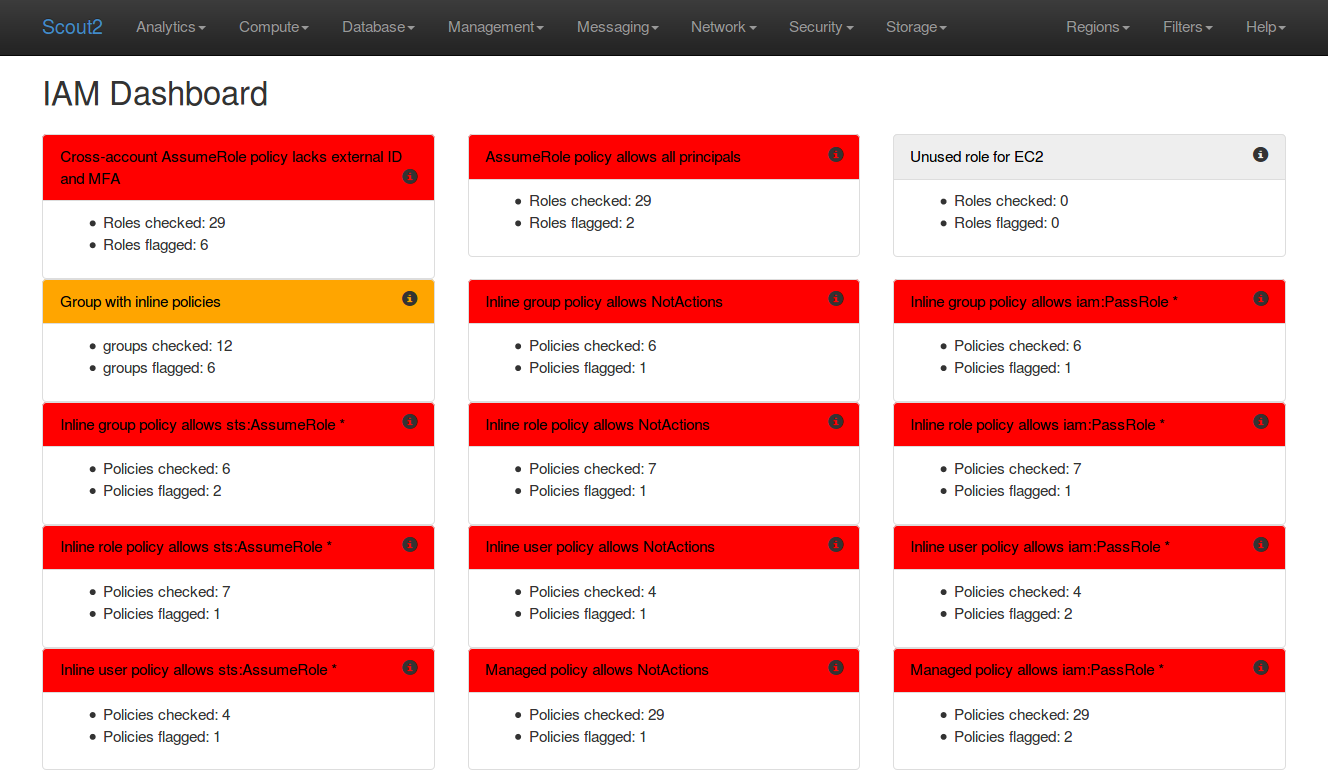 Scout2 Analytics Compute Database Management Messaging Network Security Storage Regions Filters Help
IAM Dashboard
Cross-account AssumeRole policy lacks external ID
and MFA
Roles checked: 29
Roles flagged: 6
AssumeRole policy allows all principals
Roles checked: 29
Roles flagged: 2
Unused role for EC2
Roles checked: 0
Roles flagged: 0
Group with inline policies
groups checked: 12
groups flagged: 6
Inline group policy allows NotActions
Policies checked: 6
Policies flagged: 1
Inline group policy allows iam:PassRole *
Policies checked: 6
Policies flagged: 1
Inline group policy allows sts:AssumeRole *
Policies checked: 6
Policies flagged: 2
Inline role policy allows NotActions
Policies checked: 7
Policies flagged: 1
Inline role policy allows iam:PassRole *
Policies checked: 7
Policies flagged: 1
Inline role policy allows sts:AssumeRole *
Policies checked: 7
Policies flagged: 1
Inline user policy allows NotActions
Policies checked: 4
Policies flagged: 1
Inline user policy allows iam:PassRole *
Policies checked: 4
Policies flagged: 2
Inline user policy allows sts:AssumeRole *
Policies checked: 4
Policies flagged: 1
Managed policy allows NotActions
Policies checked: 29
Policies flagged: 1
Managed policy allows iam:PassRole *
Policies checked: 29
Policies flagged: 2